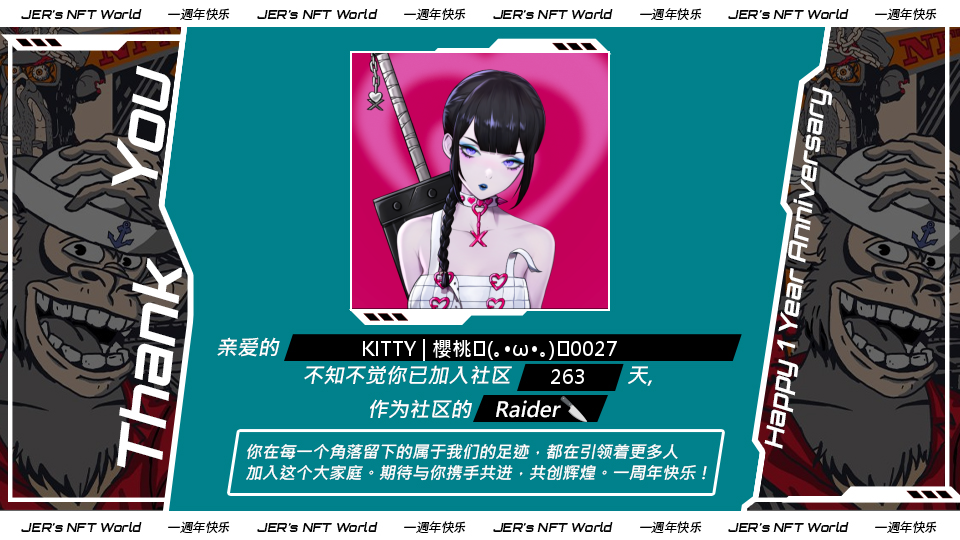 JER's NFT World 一週年快乐 JER's NFT World 一週年快乐 JER's NFT World 一週年快乐 JER's NFT World 一週年快乐
Thank You
Happy 1 Year Anniversary
亲爱的 KITTY | 櫻桃▯(｡•ω•｡)▯0027
不知不觉你已加入社区 263 天,
作为社区的 Raider🔪
你在每一个角落留下的属于我们的足迹，都在引领着更多人
加入这个大家庭。期待与你携手共进，共创辉煌。一周年快乐！
JER's NFT World 一週年快乐 JER's NFT World 一週年快乐 JER's NFT World 一週年快乐 JER's NFT World 一週年快乐